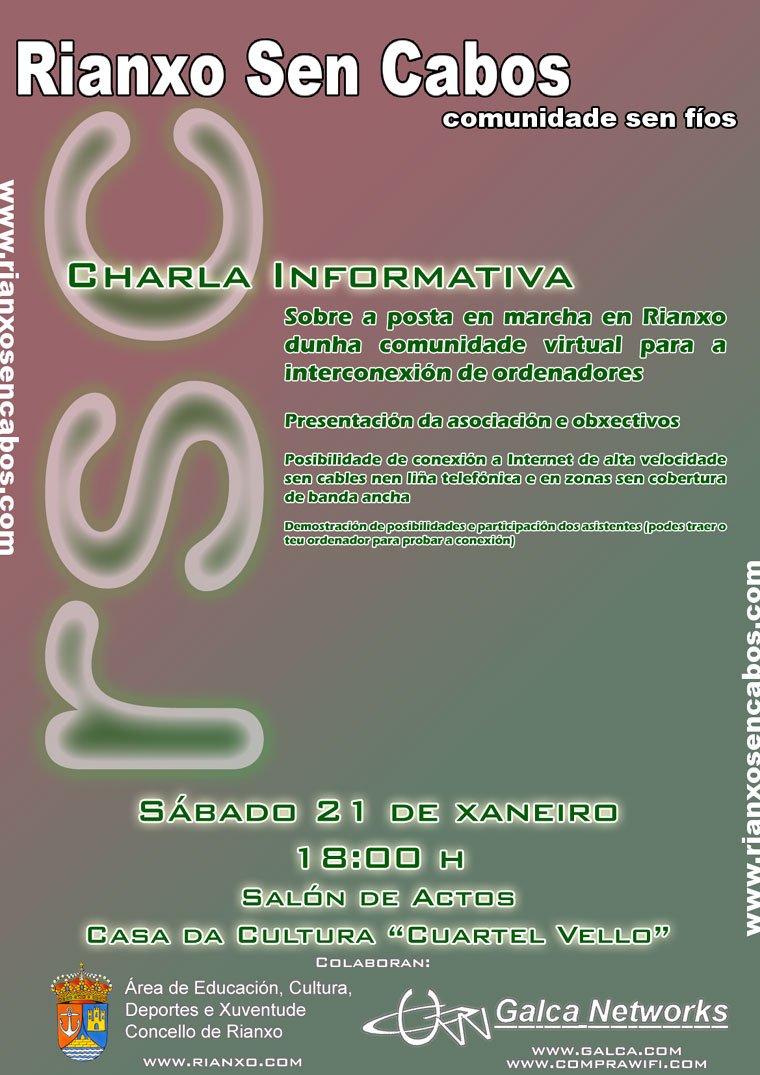 Rianxo Sen Cabos
comunidade sen fíos
www.rianxosencabos.com
rsc
Charla Informativa
Sobre a posta en marcha en Rianxo
dunha comunidade virtual para a
interconexión de ordenadores
Presentación da asociación e obxectivos
Posibilidade de conexión a Internet de alta velocidade
sen cables nen liña telefónica e en zonas sen cobertura
de banda ancha
Demostración de posibilidades e participación dos asistentes (podes traer o
teu ordenador para probar a conexión)
www.rianxosencabos.com
Sábado 21 de xaneiro
18:00 h
Salón de Actos
Casa da Cultura “Cuartel Vello”
Colaboran:
Área de Educación, Cultura,
Deportes e Xuventude
Concello de Rianxo
www.rianxo.com
Galca Networks
www.galca.com
www.comprawifi.com